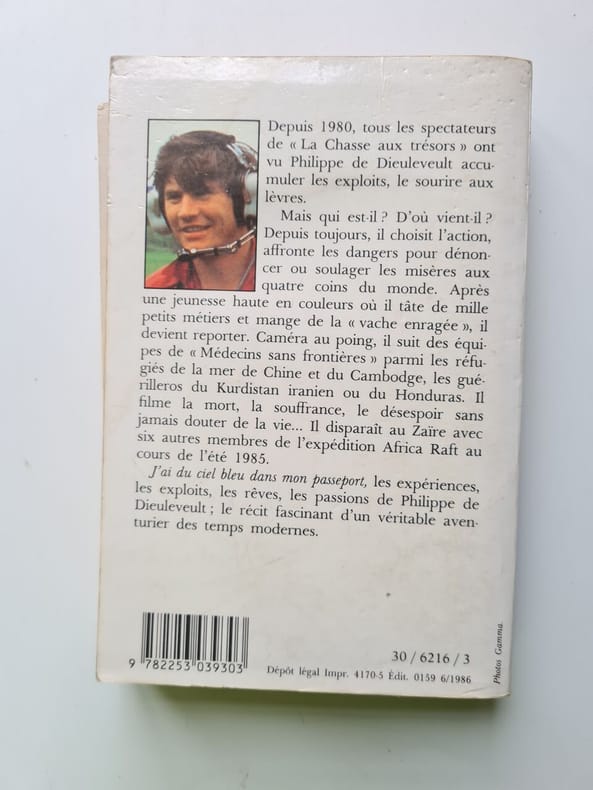 Depuis 1980, tous les spectateurs
de « La Chasse aux trésors » ont
vu Philippe de Dieuleveult accu-
muler les exploits, le sourire aux
lèvres.
Mais qui est-il ? D'où vient-il ?
Depuis toujours, il choisit l'action,
affronte les dangers pour dénon-
cer ou soulager les misères aux
quatre coins du monde. Après
une jeunesse haute en couleurs où il tâte de mille
petits métiers et mange de la « vache enragée », il
devient reporter. Caméra au poing, il suit des équi-
pes de « Médecins sans frontières » parmi les réfu-
giés de la mer de Chine et du Cambodge, les gué-
rilleros du Kurdistan iranien ou du Honduras. Il
filme la mort, la souffrance, le désespoir sans
jamais douter de la vie... Il disparaît au Zaïre avec
six autres membres de l'expédition Africa Raft au
cours de l'été 1985.
J'ai du ciel bleu dans mon passeport, les expériences,
les exploits, les rêves, les passions de Philippe de
Dieuleveult ; le récit fascinant d'un véritable aven-
turier des temps modernes.
9 782253 039303
30 / 6216 / 3
Dépôt légal Impr. 4170-5 Édit. 0159 6/1986
Photos Gamma.